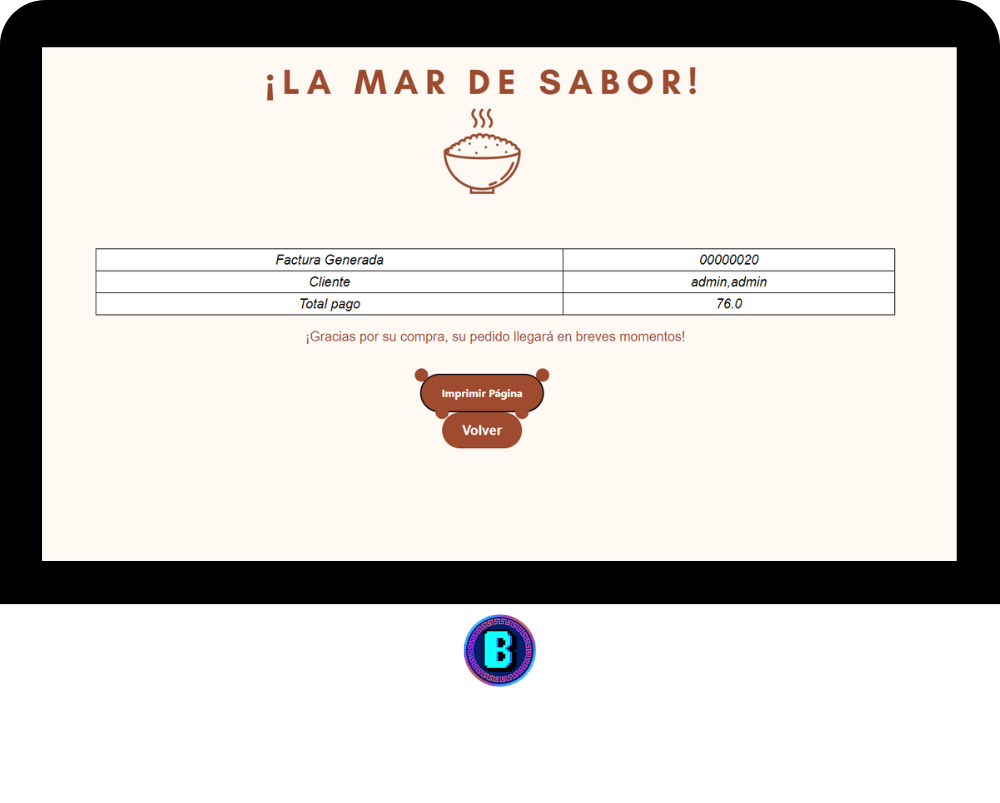 ¡LA MAR DE SABOR!
Factura Generada 00000020
Cliente admin,admin
Total pago 76.0
¡Gracias por su compra, su pedido llegará en breves momentos!
Imprimir Página
Volver
B